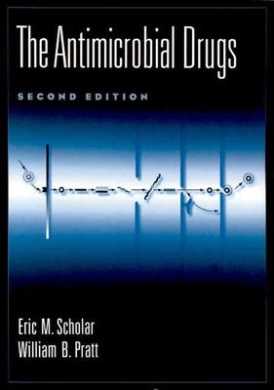 The Antimicrobial Drugs
SECOND EDITION
Eric M. Scholar
William B. Pratt